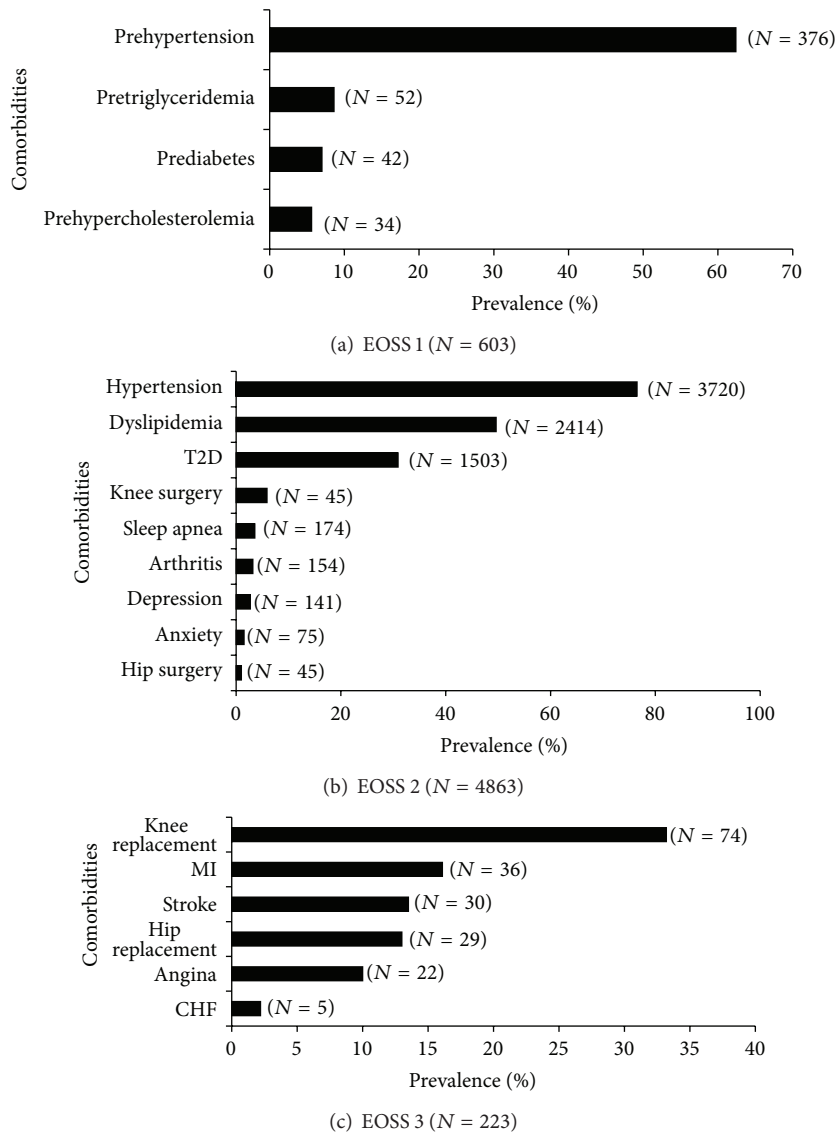 Comorbidities
Prehypertension
(N = 376)
Pretriglyceridemia
(N = 52)
Prediabetes
(N = 42)
Prehypercholesterolemia
(N = 34)
0 10 20 30 40 50 60 70
Prevalence (%)
(a) EOSS 1 (N = 603)
Comorbidities
Hypertension
(N = 3720)
Dyslipidemia
(N = 2414)
T2D
(N = 1503)
Knee surgery
(N = 45)
Sleep apnea
(N = 174)
Arthritis
(N = 154)
Depression
(N = 141)
Anxiety
(N = 75)
Hip surgery
(N = 45)
0 20 40 60 80 100
Prevalence (%)
(b) EOSS 2 (N = 4863)
Comorbidities
Knee
replacement
(N = 74)
MI
(N = 36)
Stroke
(N = 30)
Hip
replacement
(N = 29)
Angina
(N = 22)
CHF
(N = 5)
0 5 10 15 20 25 30 35 40
Prevalence (%)
(c) EOSS 3 (N = 223)